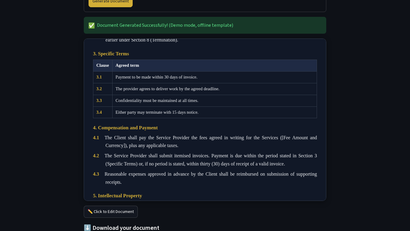 Generate Document
✅ Document Generated Successfully! (Demo mode, offline template)
earlier under Section 8 (Termination).
3. Specific Terms
Clause Agreed term
3.1 Payment to be made within 30 days of invoice.
3.2 The provider agrees to deliver work by the agreed deadline.
3.3 Confidentiality must be maintained at all times.
3.4 Either party may terminate with 15 days notice.
4. Compensation and Payment
4.1 The Client shall pay the Service Provider the fees agreed in writing for the Services ([Fee Amount and
Currency]), plus any applicable taxes.
4.2 The Service Provider shall submit itemised invoices. Payment is due within the period stated in Section 3
(Specific Terms) or, if no period is stated, within thirty (30) days of receipt of a valid invoice.
4.3 Reasonable expenses approved in advance by the Client shall be reimbursed on submission of supporting
receipts.
5. Intellectual Property
✏️ Click to Edit Document
⬇️ Download your document